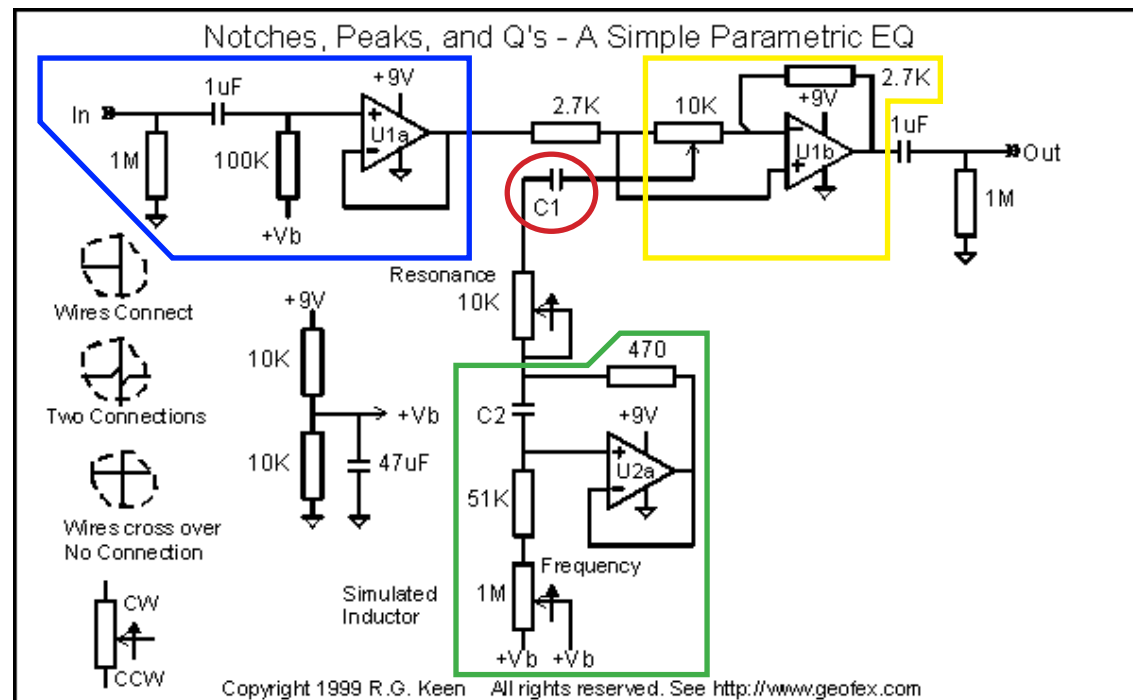 Notches, Peaks, and Q's - A Simple Parametric EQ
In
1uF
1M
100K
+Vb
+9V
U1a
2.7K
C1
10K
2.7K
+9V
U1b
1uF
Out
1M
Wires Connect
Two Connections
Wires cross over
No Connection
CW
CCW
+9V
10K
10K
+Vb
47uF
Resonance
10K
470
C2
+9V
U2a
51K
Frequency
1M
+Vb
+Vb
Simulated
Inductor
Copyright 1999 R.G. Keen All rights reserved. See http://www.geofex.com